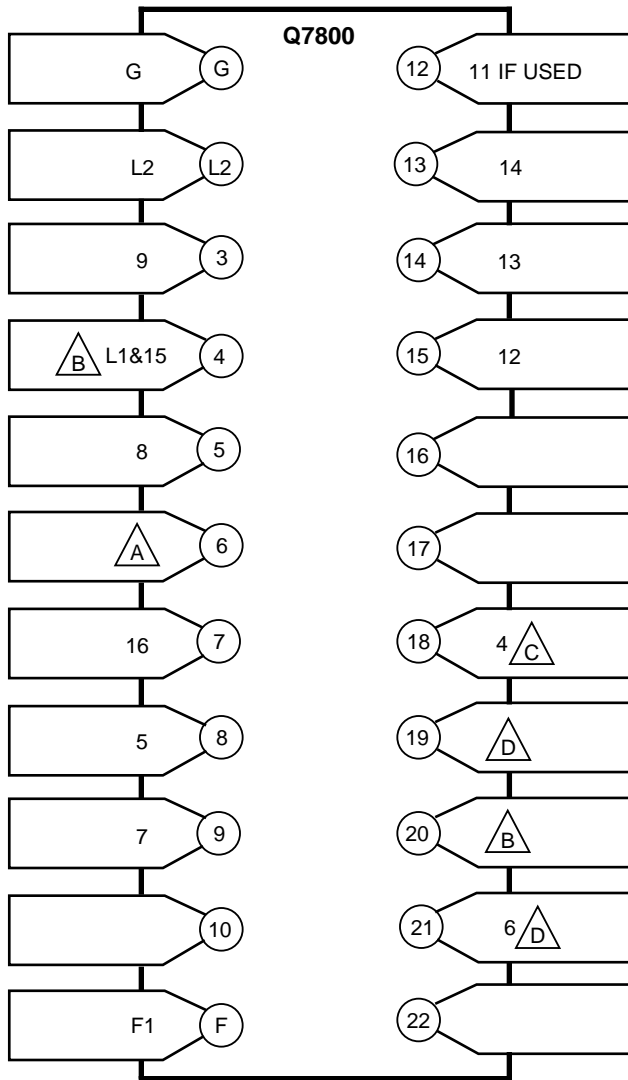 Q7800
G G 12 11 IF USED
L2 L2 13 14
9 3 14 13
B L1&15 4 15 12
8 5 16
A 6 17
16 7 18 4 C
5 8 19 D
7 9 20 B
10 21 6 D
F1 F 22